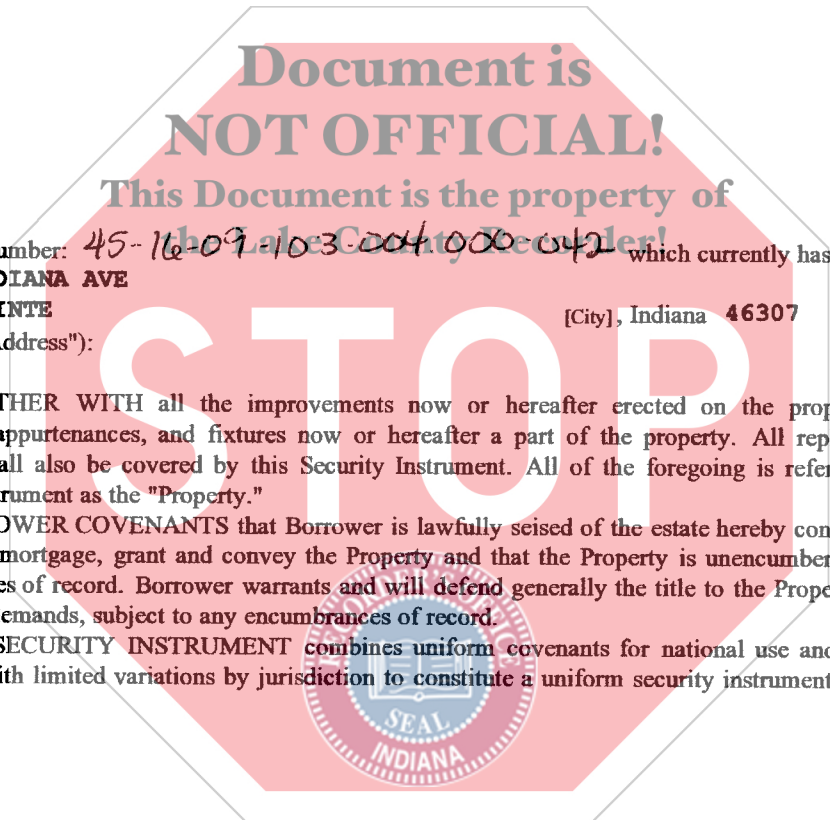 Document is
NOT OFFICIAL!
This Document is the property of
the Lake County Recorder!
umber: 45-16-09-103-004.000-042 which currently has
DIANA AVE
INTE [City], Indiana 46307
Address"):
THER WITH all the improvements now or hereafter erected on the prop
appurtenances, and fixtures now or hereafter a part of the property. All rep
all also be covered by this Security Instrument. All of the foregoing is refer
rument as the "Property."
OWER COVENANTS that Borrower is lawfully seised of the estate hereby con
mortgage, grant and convey the Property and that the Property is unencumber
es of record. Borrower warrants and will defend generally the title to the Prope
emands, subject to any encumbrances of record.
SECURITY INSTRUMENT combines uniform covenants for national use and
ith limited variations by jurisdiction to constitute a uniform security instrument
STOP
RECORDER OFFICE
SEAL
INDIANA